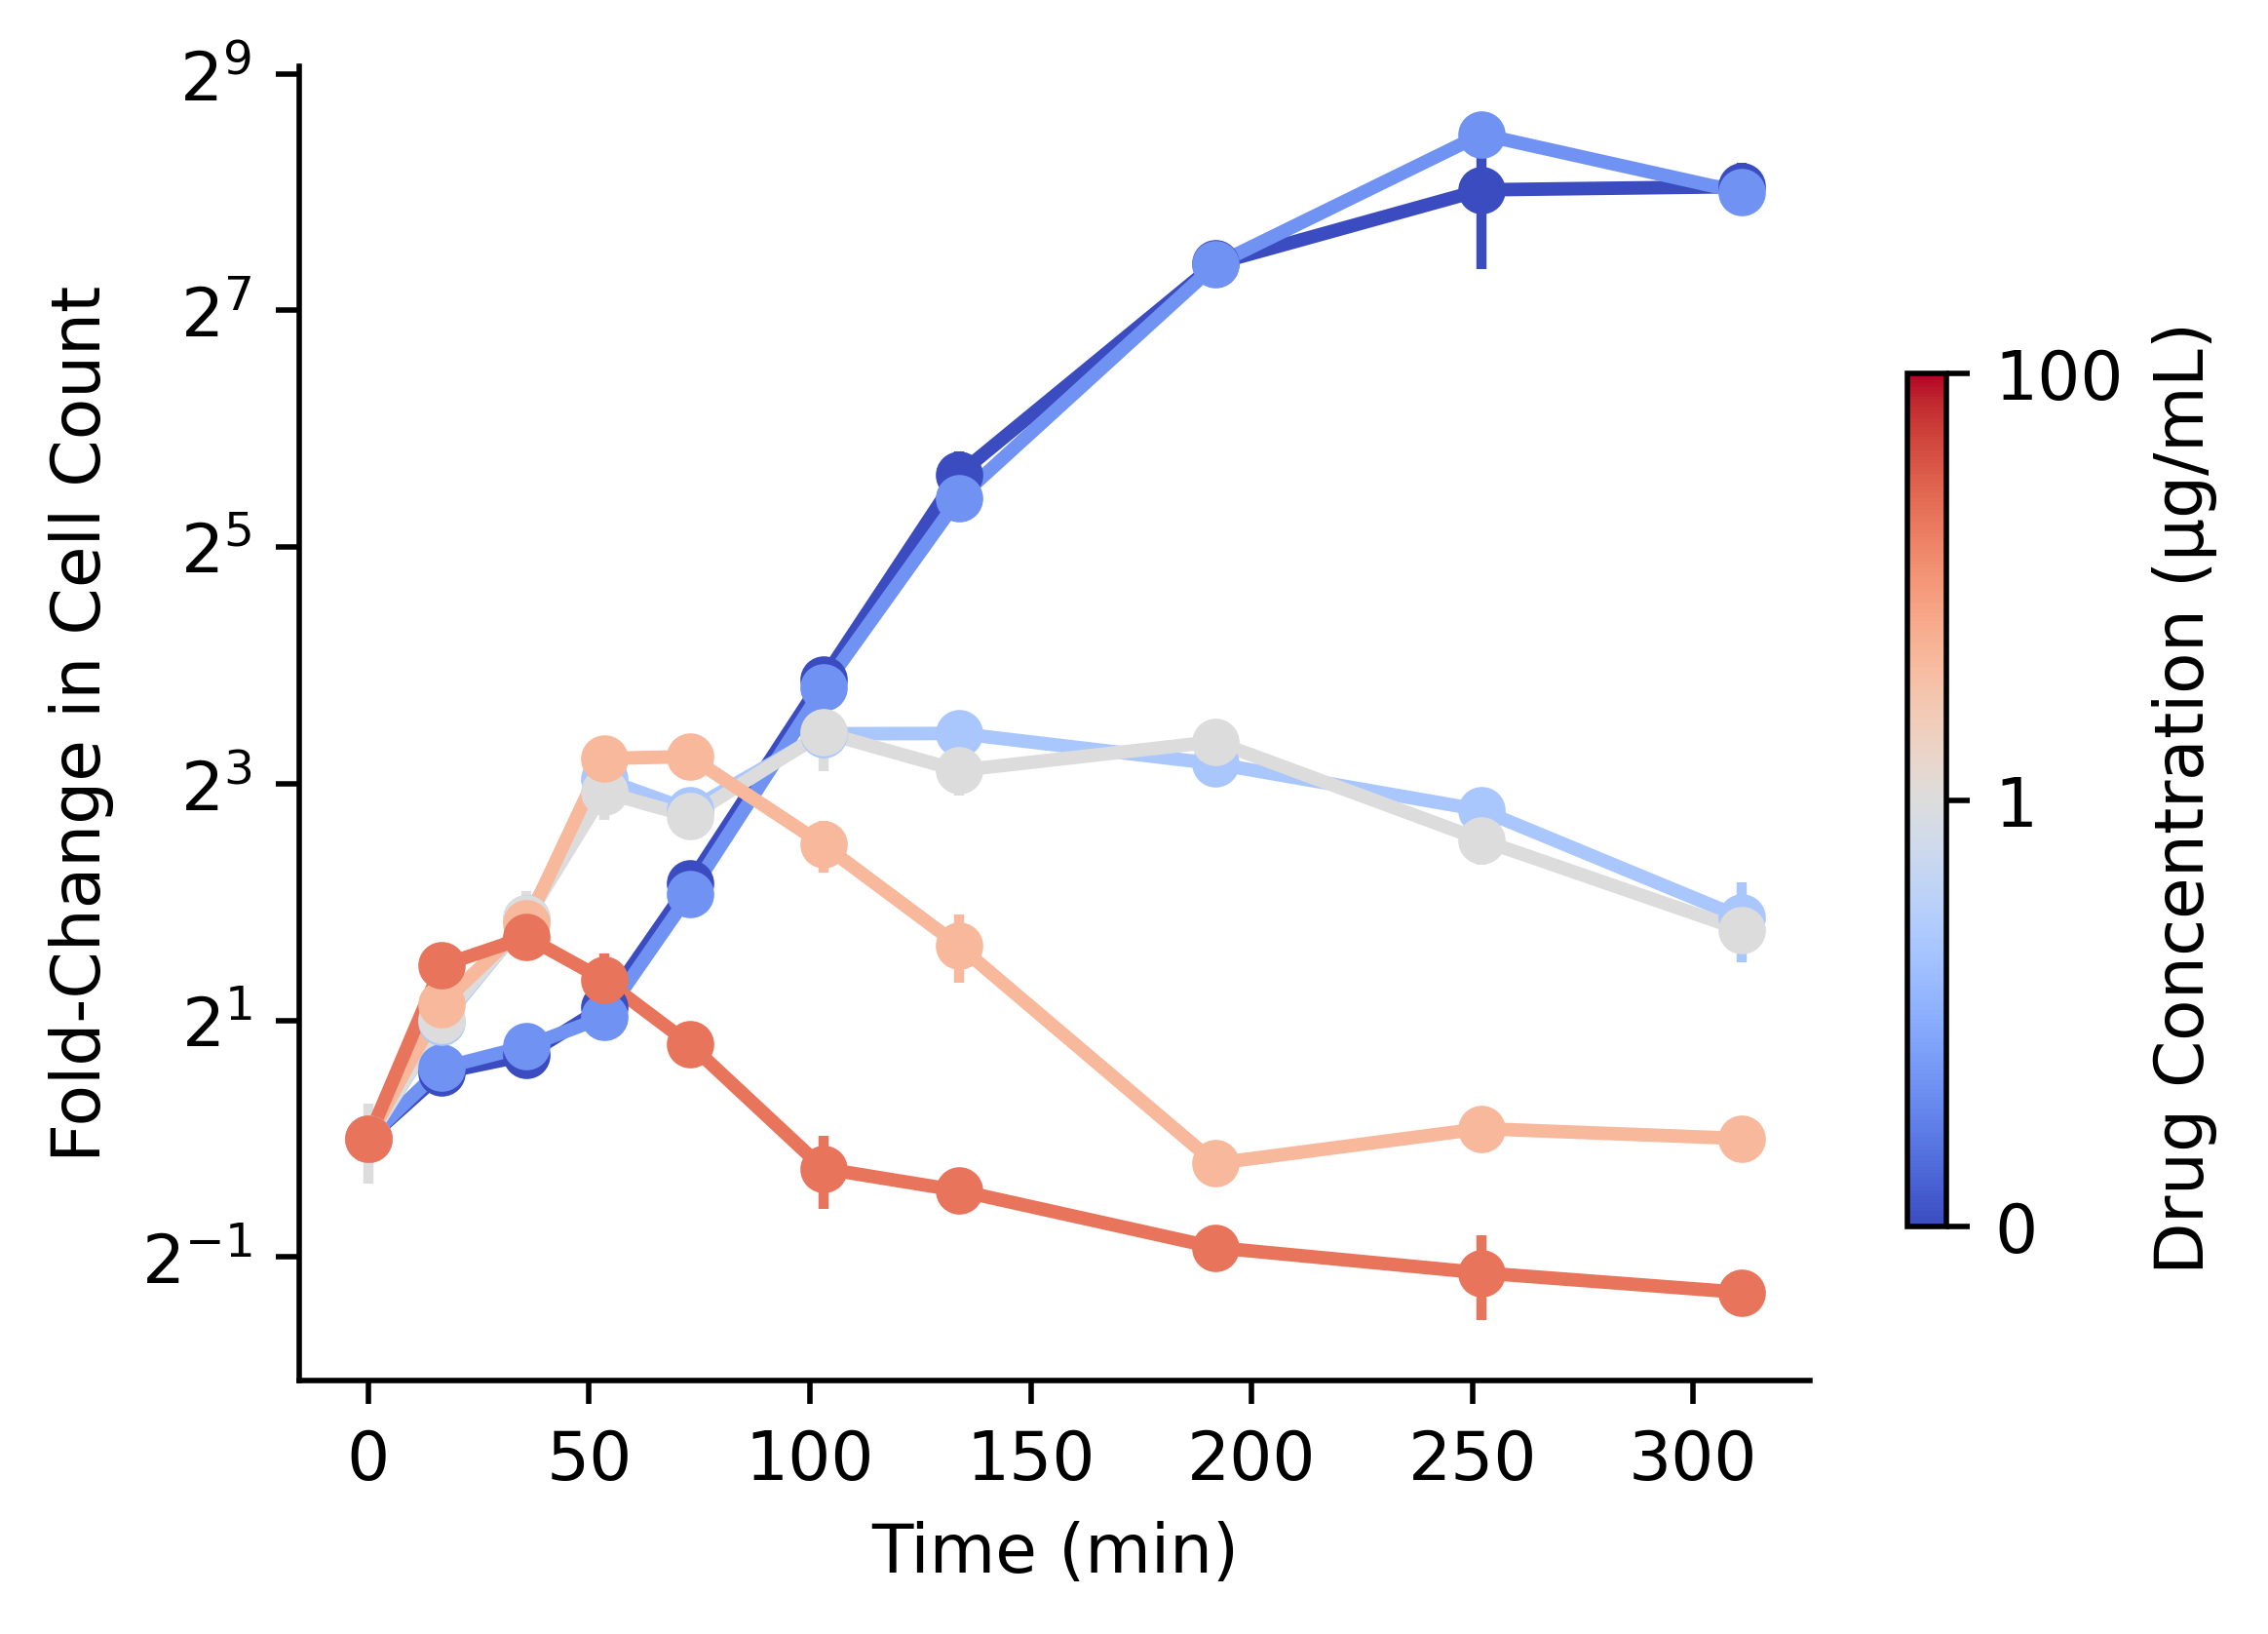 Fold-Change in Cell Count
2⁹
2⁷
2⁵
2³
2¹
2⁻¹
0 50 100 150 200 250 300
Time (min)
100
1
0
Drug Concentration (µg/mL)